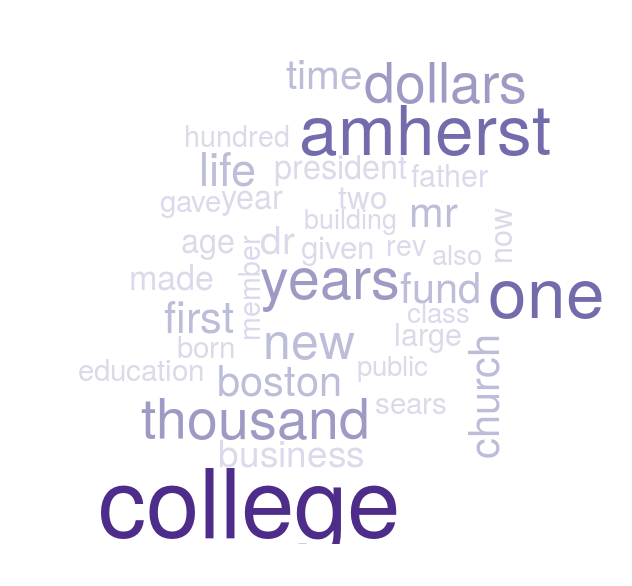 time dollars
hundred amherst
life president father
gave year two
building mr now
age dr given rev also
made member years fund one
first class
born new large
education boston public
thousand sears church
business
college